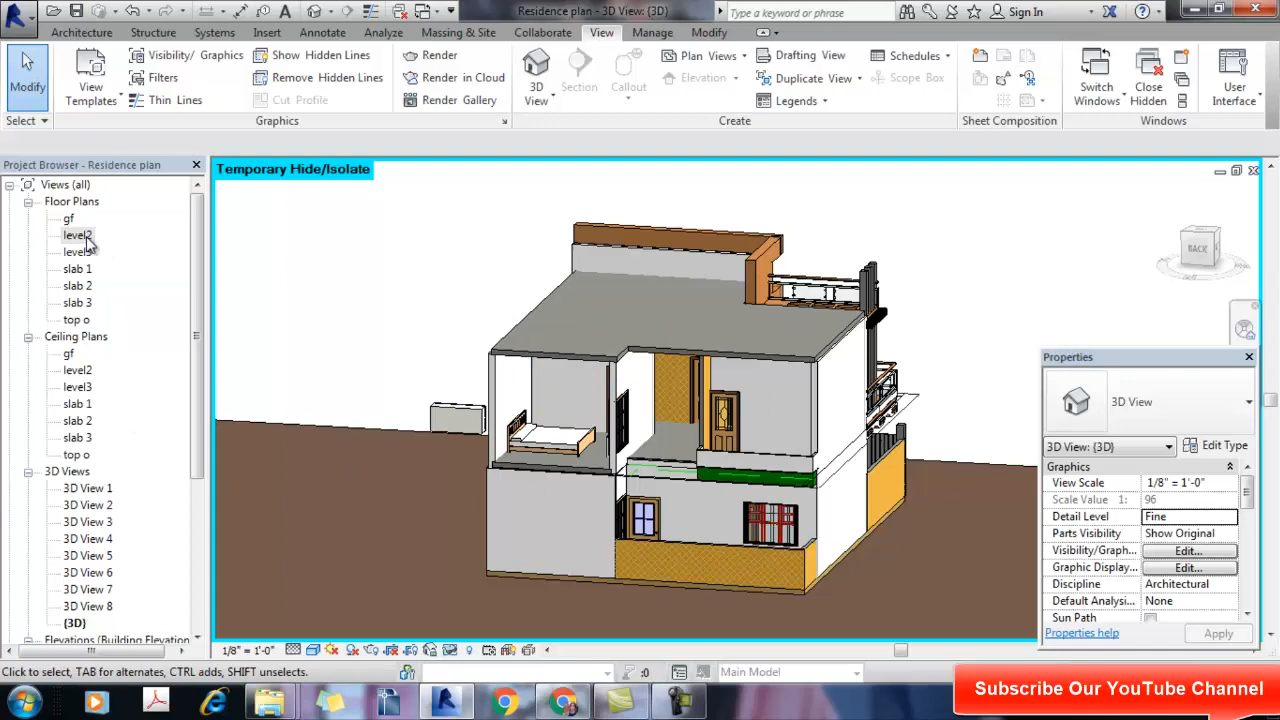 Residence plan - 3D View: {3D}
Type a keyword or phrase
Sign In
Architecture Structure Systems Insert Annotate Analyze Massing & Site Collaborate View Manage Modify
Modify
Select
View
Templates
Visibility/ Graphics
Filters
Thin Lines
Show Hidden Lines
Remove Hidden Lines
Cut Profile
Graphics
Render
Render in Cloud
Render Gallery
3D
View
Section
Callout
Plan Views
Elevation
Drafting View
Duplicate View
Legends
Schedules
Scope Box
Create
Sheet Composition
Switch
Windows
Close
Hidden
User
Interface
Windows
Project Browser - Residence plan
Views (all)
Floor Plans
gf
level2
level3
slab 1
slab 2
slab 3
top o
Ceiling Plans
gf
level2
level3
slab 1
slab 2
slab 3
top o
3D Views
3D View 1
3D View 2
3D View 3
3D View 4
3D View 5
3D View 6
3D View 7
3D View 8
{3D}
Elevations (Building Elevation
Temporary Hide/Isolate
BACK
Properties
3D View
3D View: {3D}
Edit Type
Graphics
View Scale 1/8" = 1'-0"
Scale Value 1: 96
Detail Level Fine
Parts Visibility Show Original
Visibility/Graph... Edit...
Graphic Display... Edit...
Discipline Architectural
Default Analysi... None
Sun Path
Properties help
Apply
1/8" = 1'-0"
Click to select, TAB for alternates, CTRL adds, SHIFT unselects.
:0
Main Model
Subscribe Our YouTube Channel